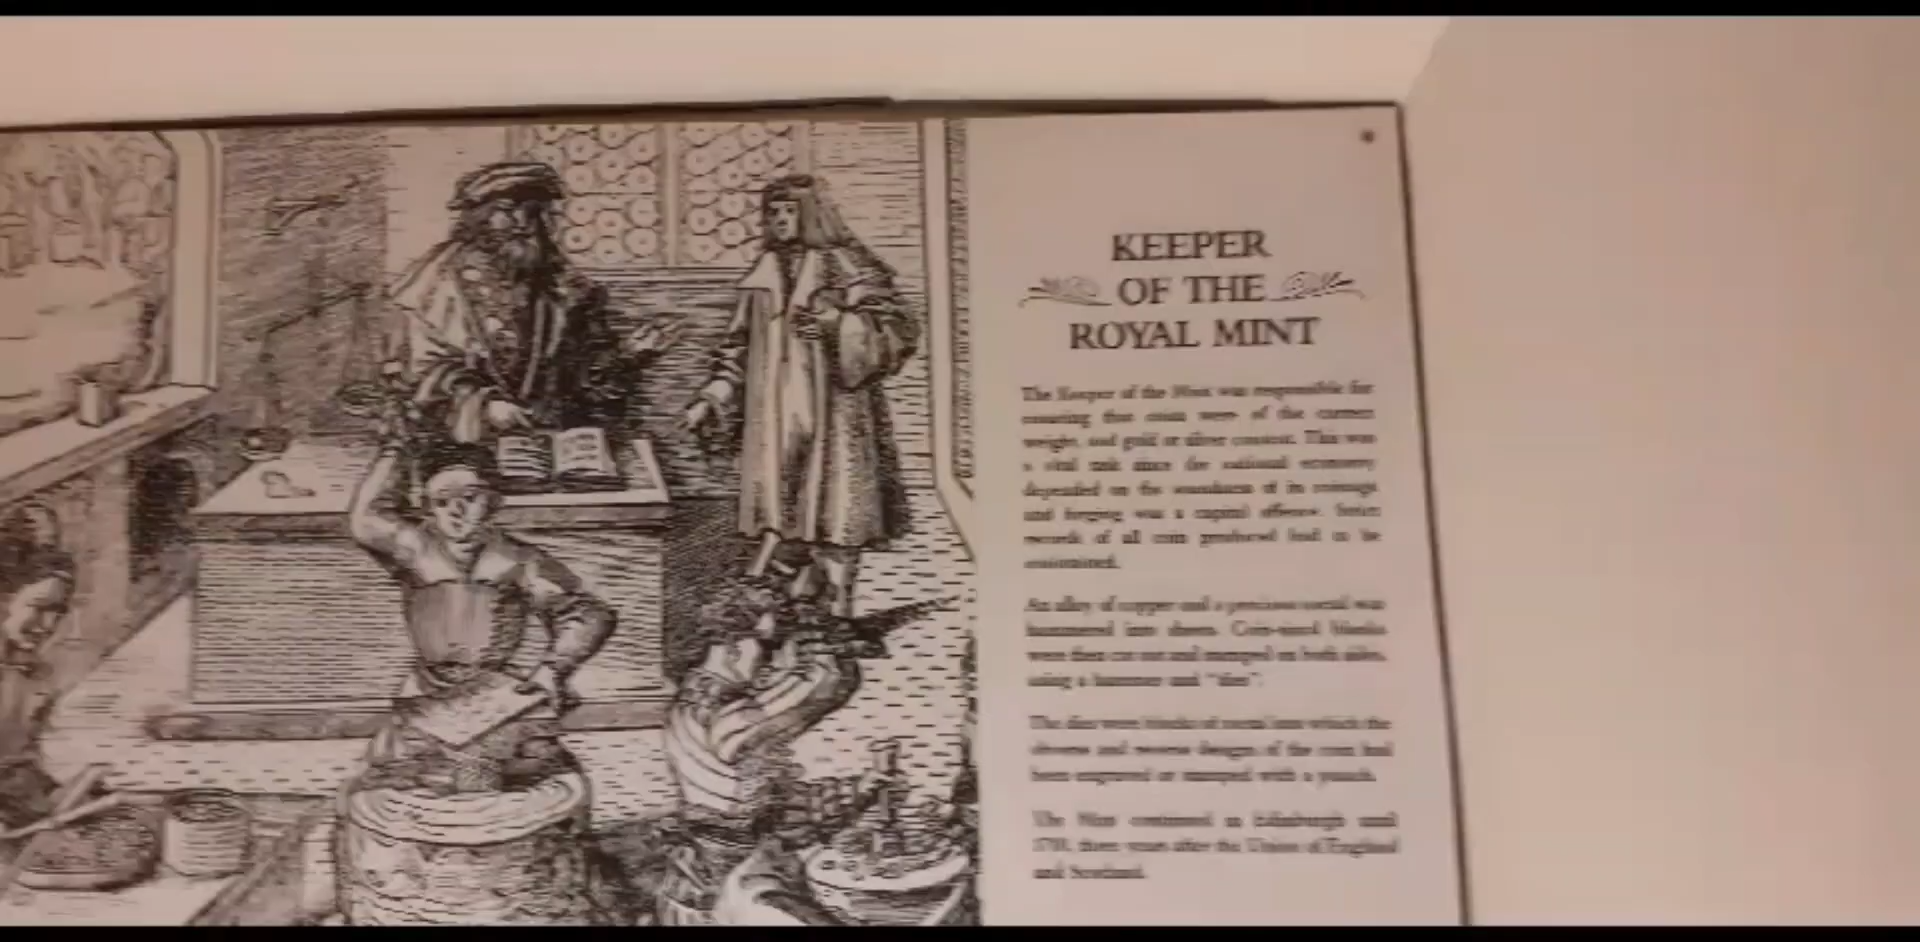 KEEPER
OF THE
ROYAL MINT
The Keeper of the Mint was responsible for
ensuring that coins were of the correct
weight, and gold or silver content. This was
a vital task since the national economy
depended on the soundness of its coinage
and forging was a capital offence. Strict
records of all coin produced had to be
maintained.
An alloy of copper and a precious metal was
hammered into sheets. Coin-sized blanks
were then cut out and stamped on both sides,
using a hammer and "dies".
The dies were blocks of metal into which the
obverse and reverse designs of the coin had
been engraved or stamped with a punch.
The Mint continued in Edinburgh until
three years after the Union of England
and Scotland.